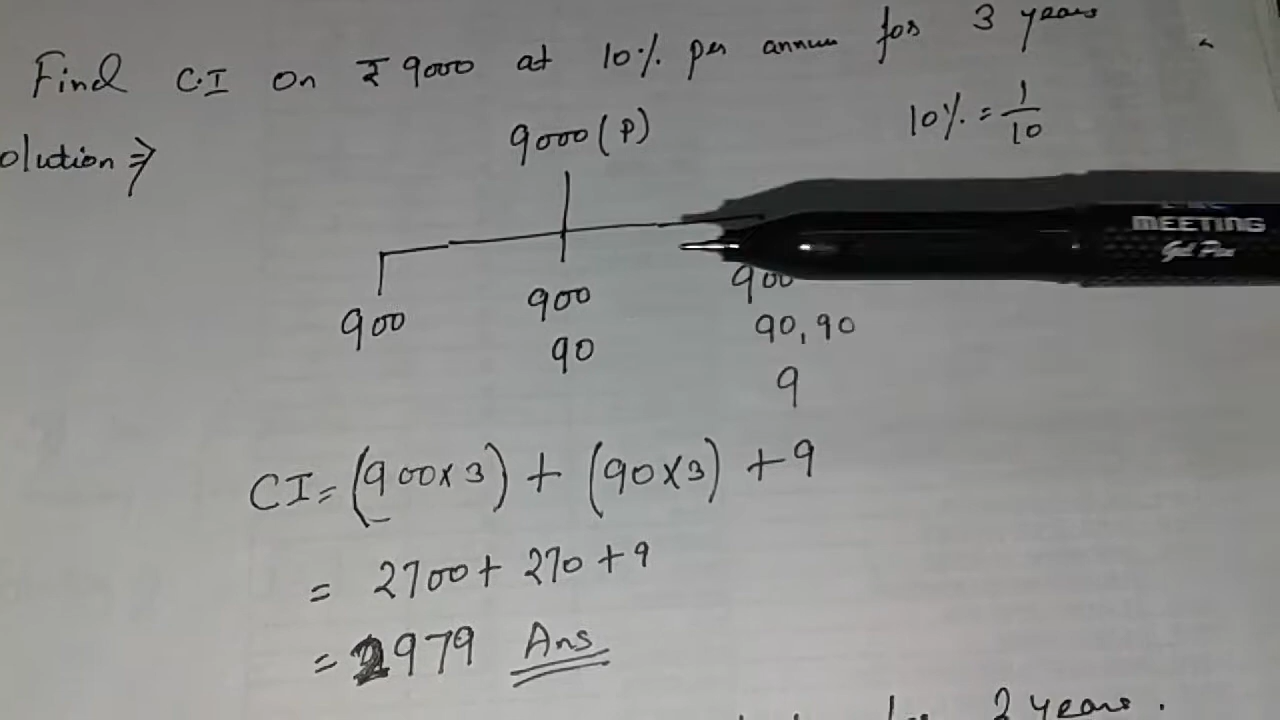 Find C.I on ₹ 9000 at 10% per annum for 3 years
olution ⇒
9000 (P)
10% = 1/10
MEETING
Gel Pen
900 900 900
90 90, 90
9
CI = (900x3) + (90x3) + 9
= 2700 + 270 + 9
= 2979 Ans
years.